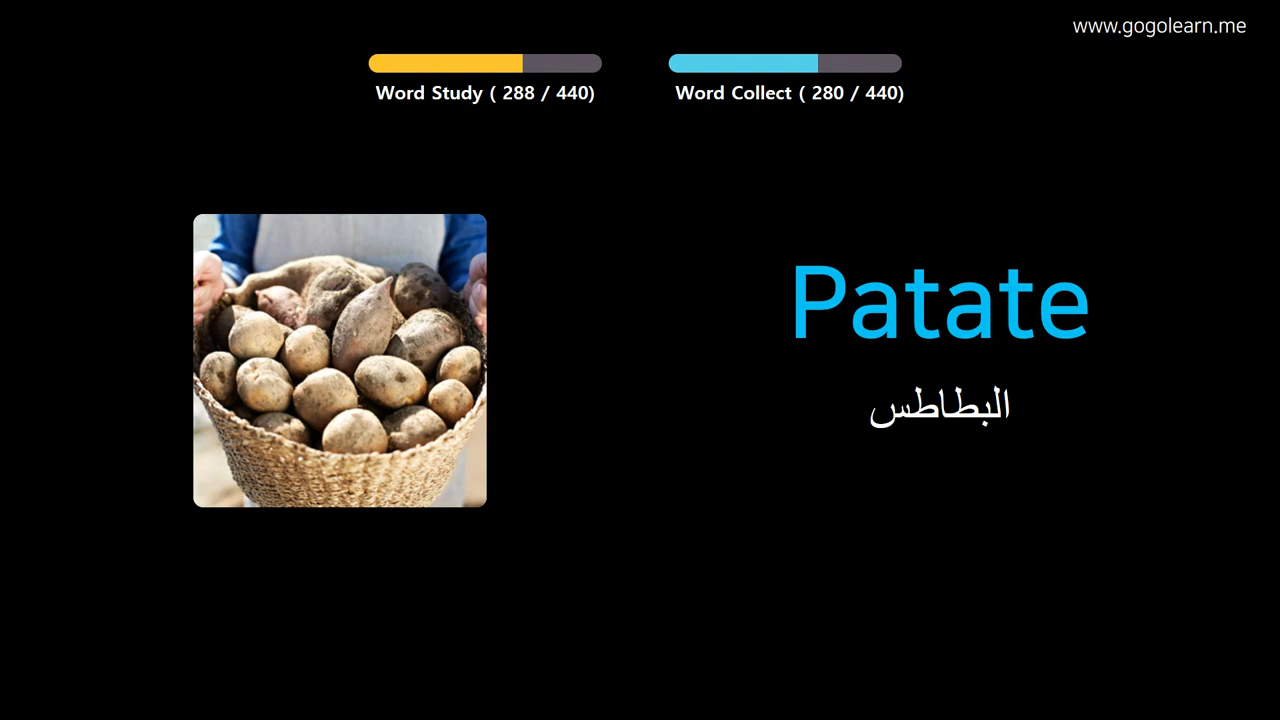 www.gogolearn.me
Word Study ( 288 / 440)
Word Collect ( 280 / 440)
Patate
البطاطس